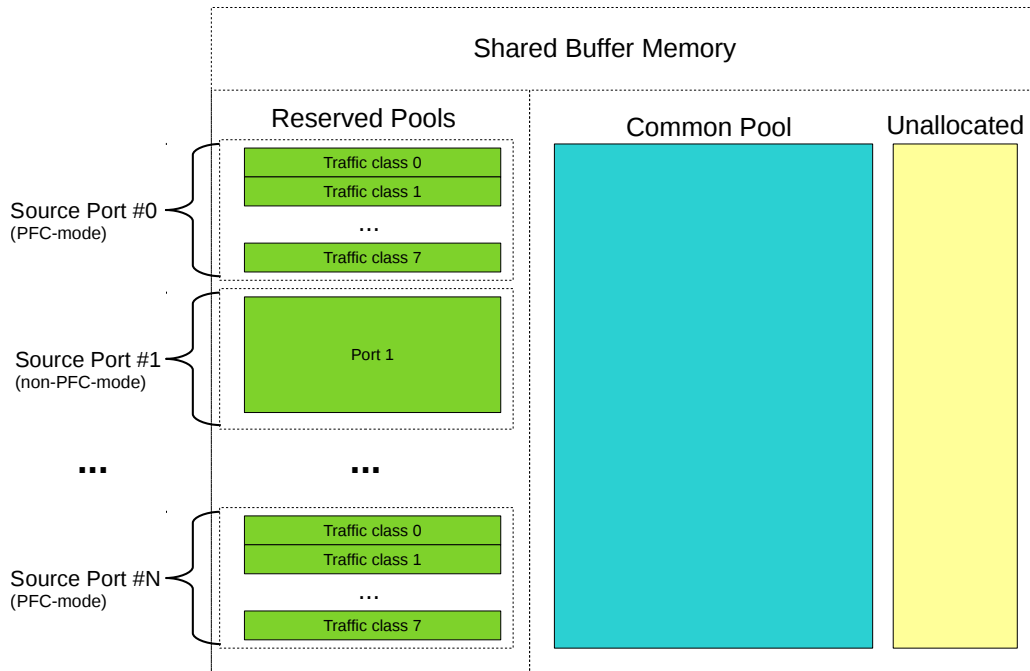 Shared Buffer Memory
Reserved Pools
Common Pool
Unallocated
Source Port #0
(PFC-mode)
Traffic class 0
Traffic class 1
...
Traffic class 7
Source Port #1
(non-PFC-mode)
Port 1
...
...
Source Port #N
(PFC-mode)
Traffic class 0
Traffic class 1
...
Traffic class 7